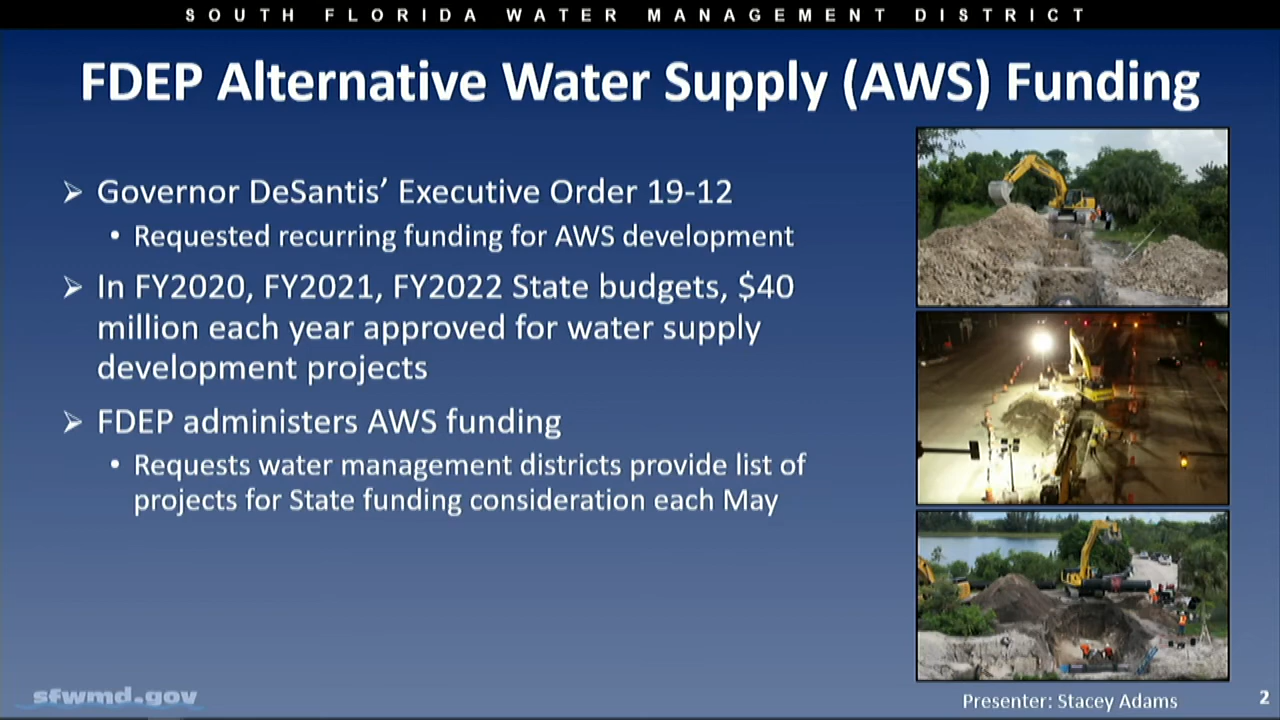 SOUTH FLORIDA WATER MANAGEMENT DISTRICT
FDEP Alternative Water Supply (AWS) Funding
➢ Governor DeSantis’ Executive Order 19-12
• Requested recurring funding for AWS development
➢ In FY2020, FY2021, FY2022 State budgets, $40
million each year approved for water supply
development projects
➢ FDEP administers AWS funding
• Requests water management districts provide list of
projects for State funding consideration each May
sfwmd.gov
Presenter: Stacey Adams
2